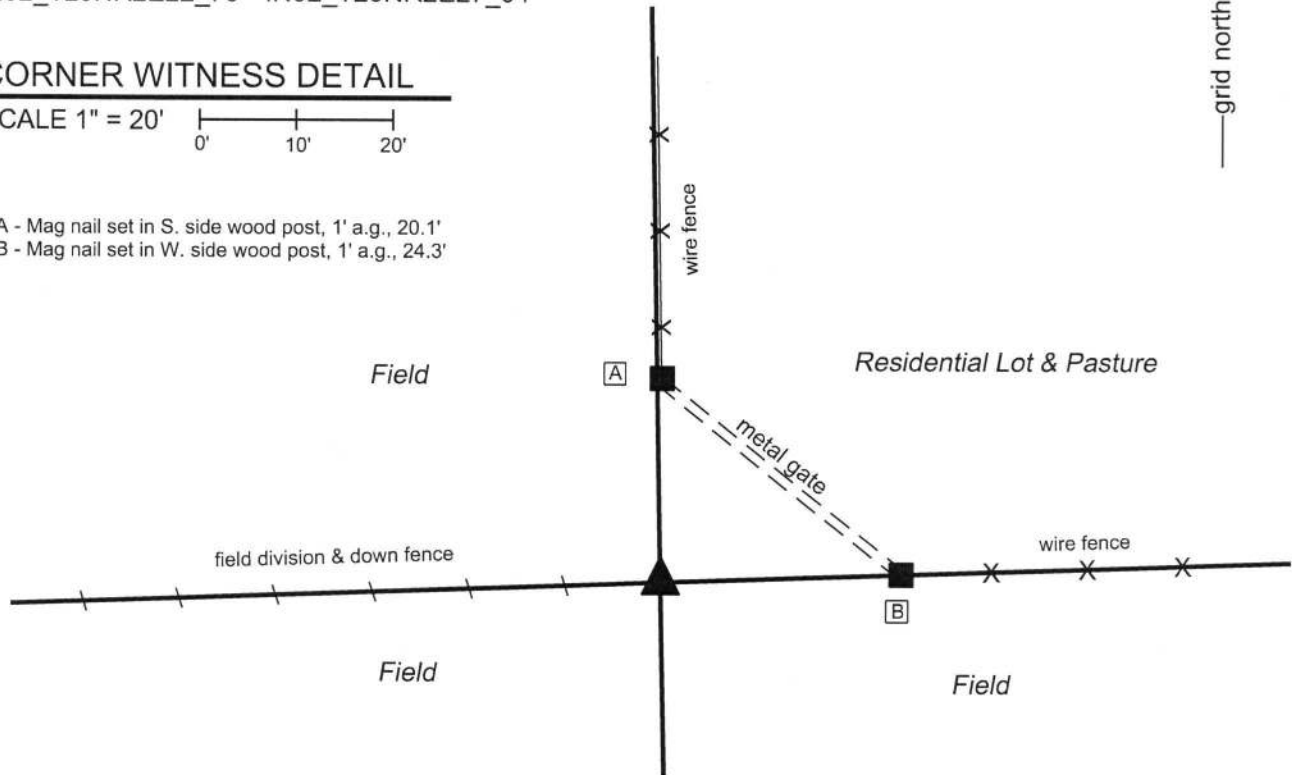 CORNER WITNESS DETAIL
SCALE 1" = 20'
0' 10' 20'
A - Mag nail set in S. side wood post, 1' a.g., 20.1'
B - Mag nail set in W. side wood post, 1' a.g., 24.3'
grid north
wire fence
Field
A
Residential Lot & Pasture
metal gate
field division & down fence
wire fence
B
Field
Field